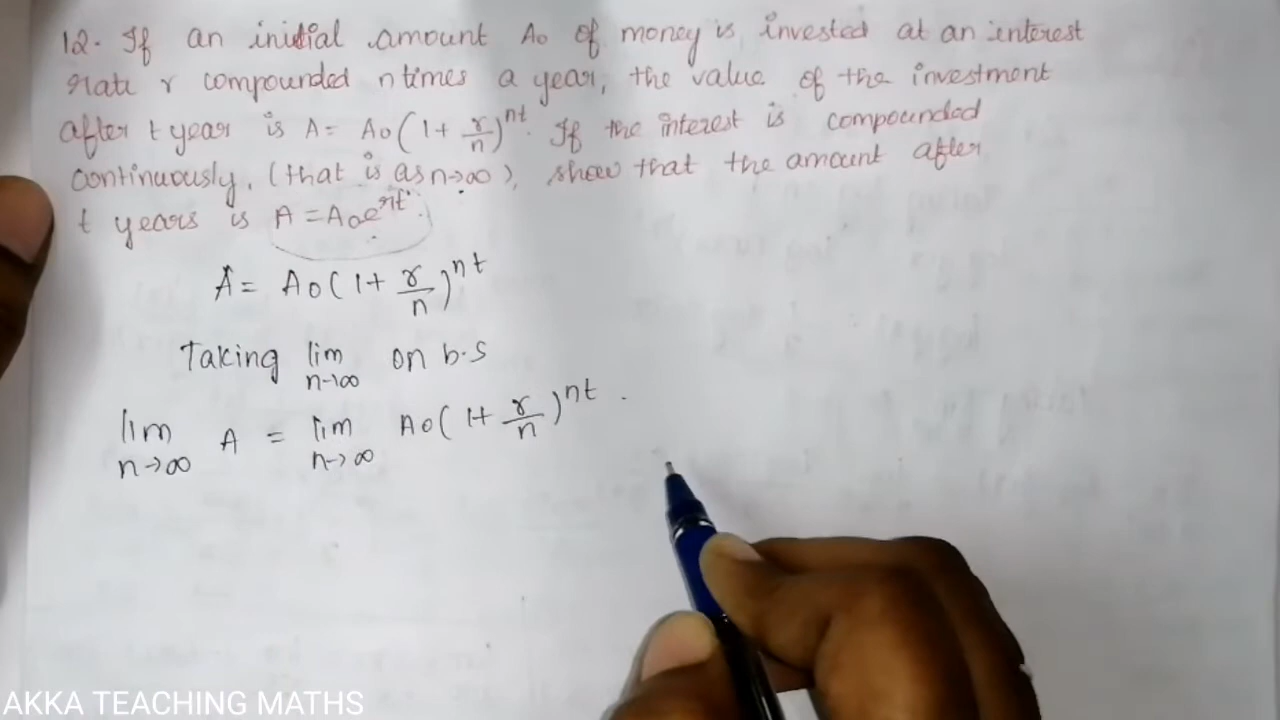 12. If an initial amount A₀ of money is invested at an interest
rate r compounded n times a year, the value of the investment
after t year is A = A₀(1 + r/n)^nt. If the interest is compounded
continuously, (that is as n→∞), show that the amount after
t years is A = A₀e^rt.
A = A₀(1 + r/n)^nt
Taking lim n→∞ on b.s
lim n→∞ A = lim n→∞ A₀(1 + r/n)^nt.
AKKA TEACHING MATHS